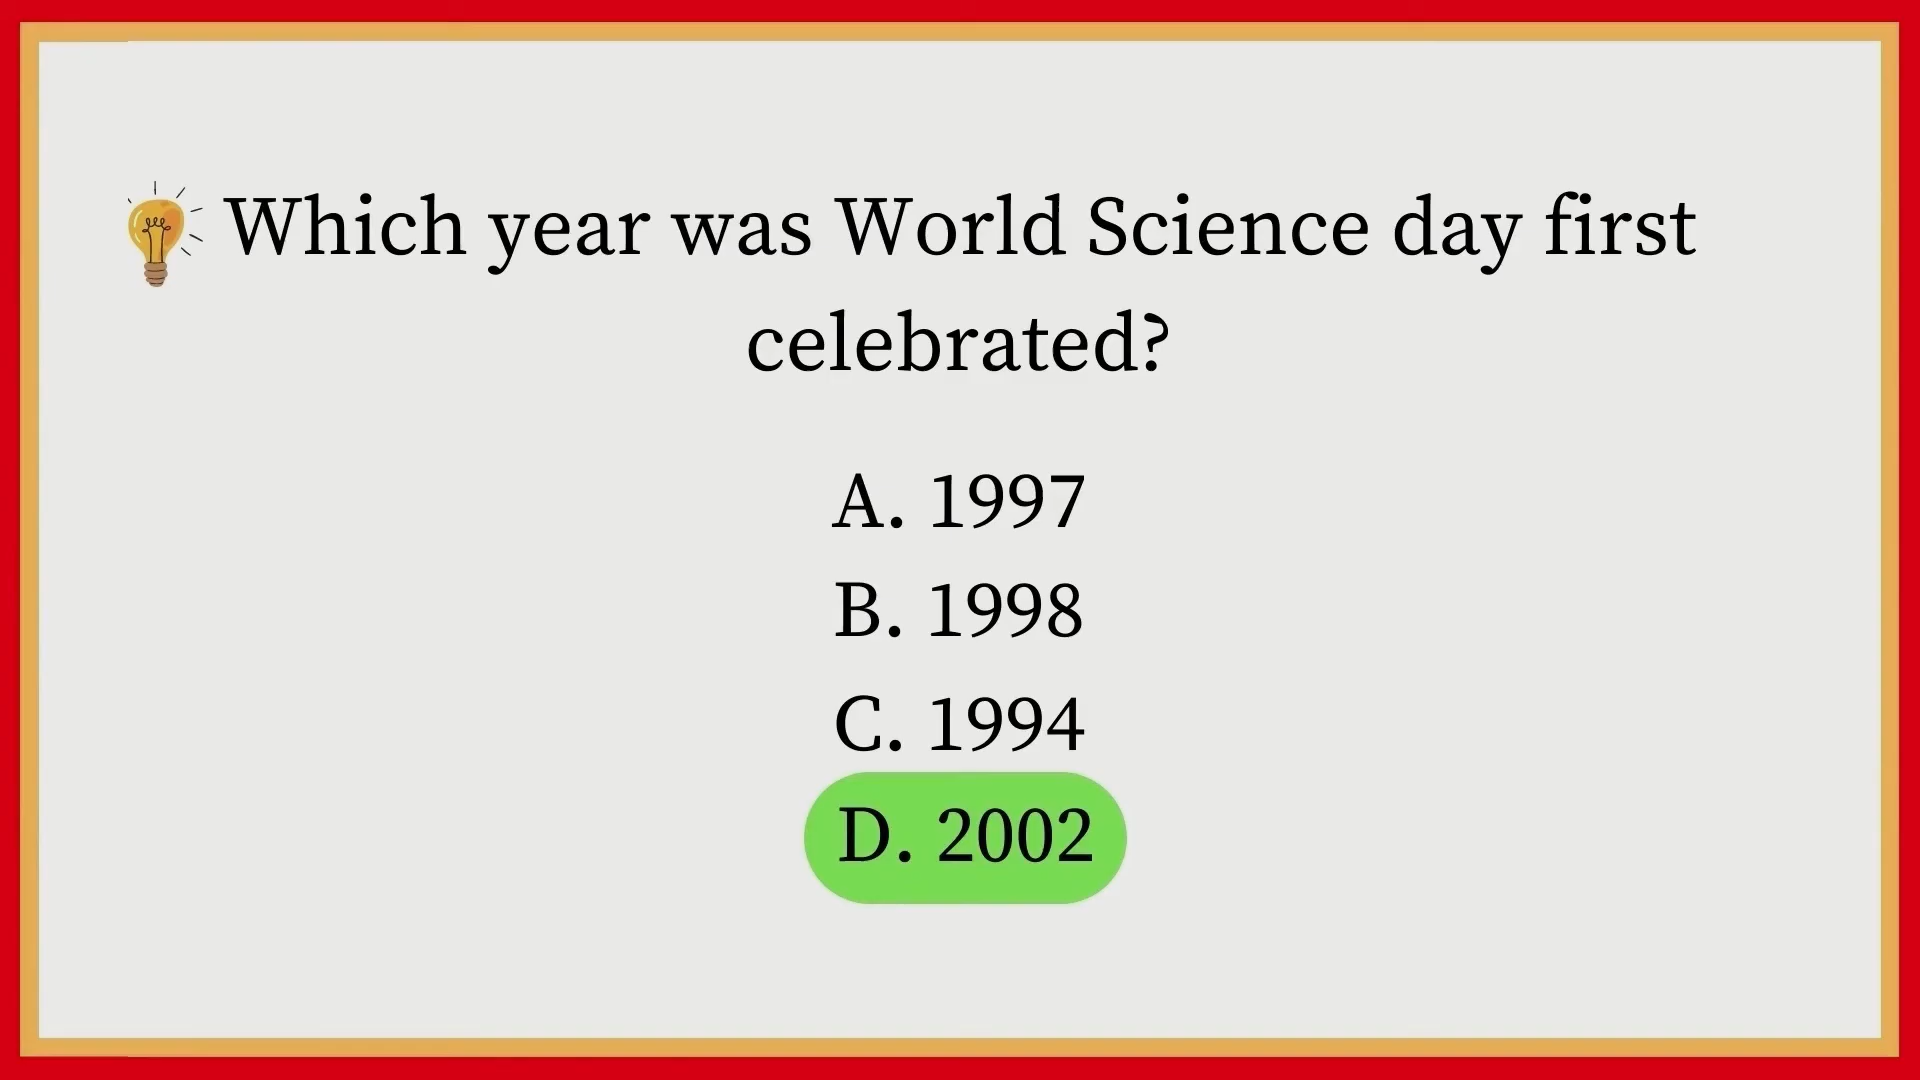 Which year was World Science day first
celebrated?
A. 1997
B. 1998
C. 1994
D. 2002